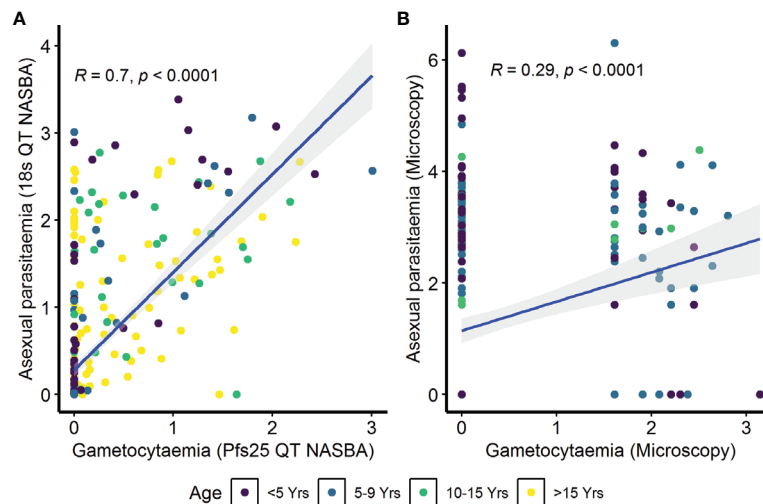 A
B
R = 0.7, p < 0.0001
R = 0.29, p < 0.0001
Asexual parasitaemia (18s QT NASBA)
4
3
2
1
0
0
1
2
3
Gametocytaemia (Pfs25 QT NASBA)
Asexual parasitaemia (Microscopy)
6
4
2
0
0
1
2
3
Gametocytaemia (Microscopy)
Age <5 Yrs 5-9 Yrs 10-15 Yrs >15 Yrs